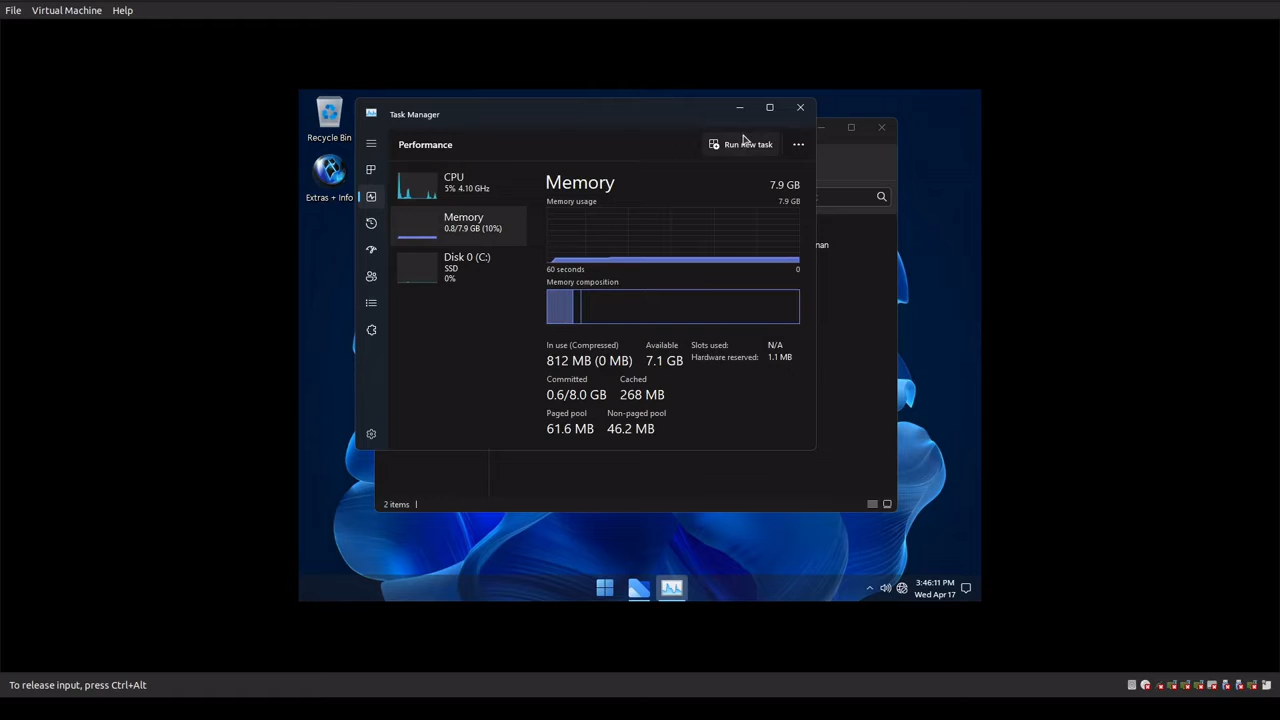 File Virtual Machine Help
Recycle Bin
Extras + Info
Task Manager
Performance
Run new task
CPU
5% 4.10 GHz
Memory
0.8/7.9 GB (10%)
Disk 0 (C:)
SSD
0%
Memory 7.9 GB
Memory usage 7.9 GB
60 seconds 0
Memory composition
In use (Compressed) Available Slots used: N/A
812 MB (0 MB) 7.1 GB Hardware reserved: 1.1 MB
Committed Cached
0.6/8.0 GB 268 MB
Paged pool Non-paged pool
61.6 MB 46.2 MB
2 items
3:46:11 PM
Wed Apr 17
To release input, press Ctrl+Alt